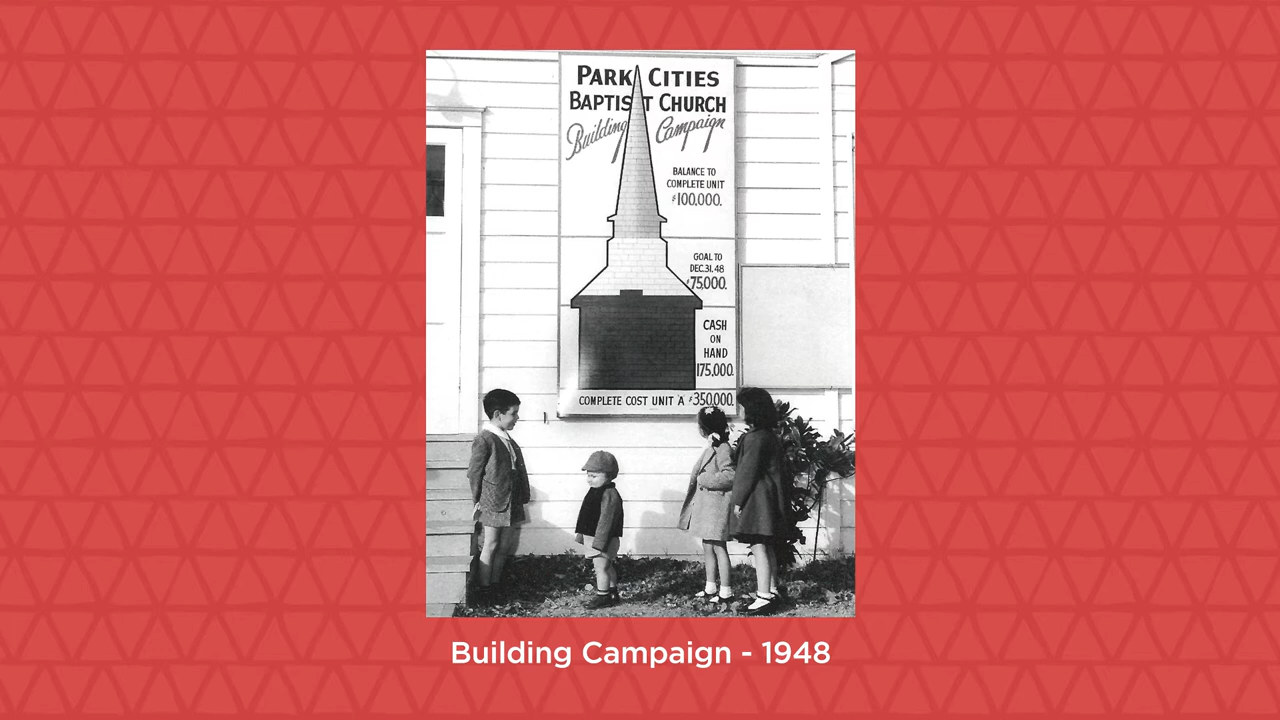 PARK CITIES
BAPTIST CHURCH
Building Campaign
BALANCE TO
COMPLETE UNIT
$100,000.
GOAL TO
DEC.31.48
$75,000.
CASH
ON
HAND
175,000.
COMPLETE COST UNIT A $350,000.
Building Campaign - 1948